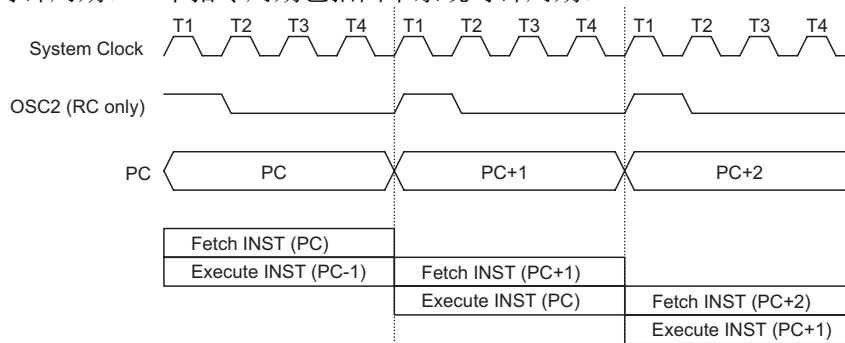 T1 T2 T3 T4 T1 T2 T3 T4 T1 T2 T3 T4
System Clock
OSC2 (RC only)
PC PC PC+1 PC+2
Fetch INST (PC)
Execute INST (PC-1) Fetch INST (PC+1)
Execute INST (PC) Fetch INST (PC+2)
Execute INST (PC+1)